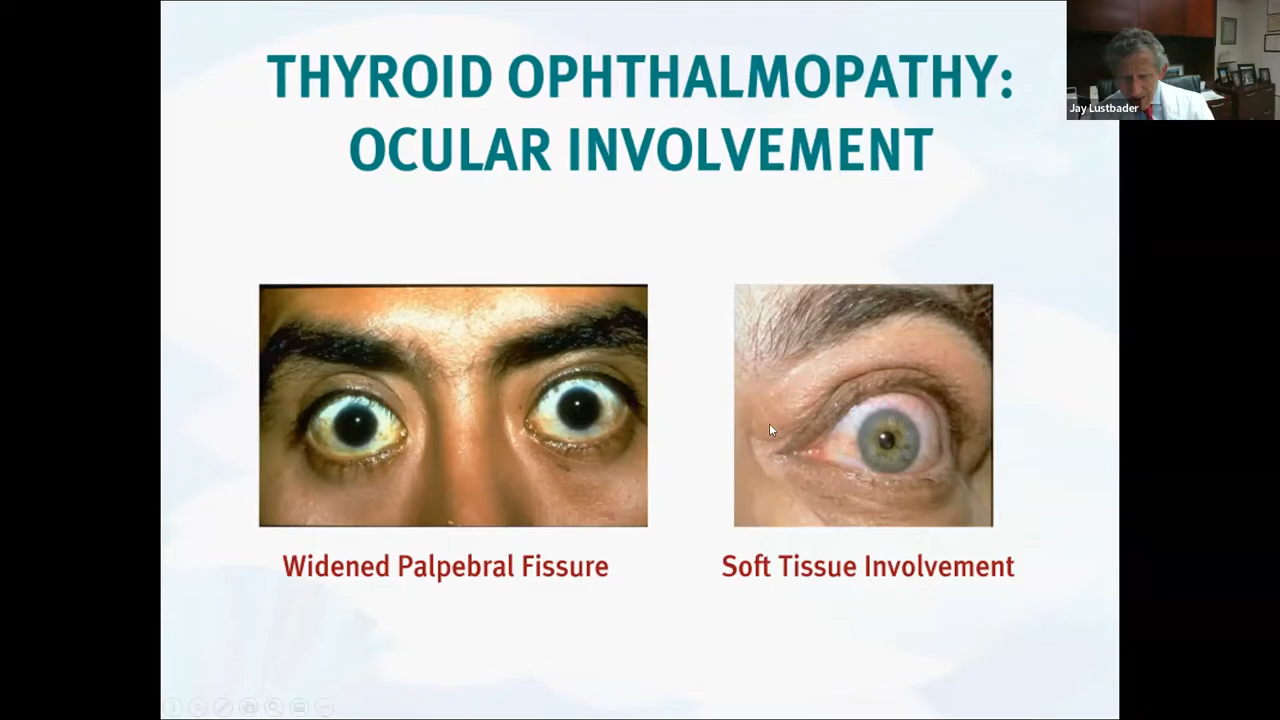 THYROID OPHTHALMOPATHY:
OCULAR INVOLVEMENT
Jay Lustbader
Widened Palpebral Fissure
Soft Tissue Involvement